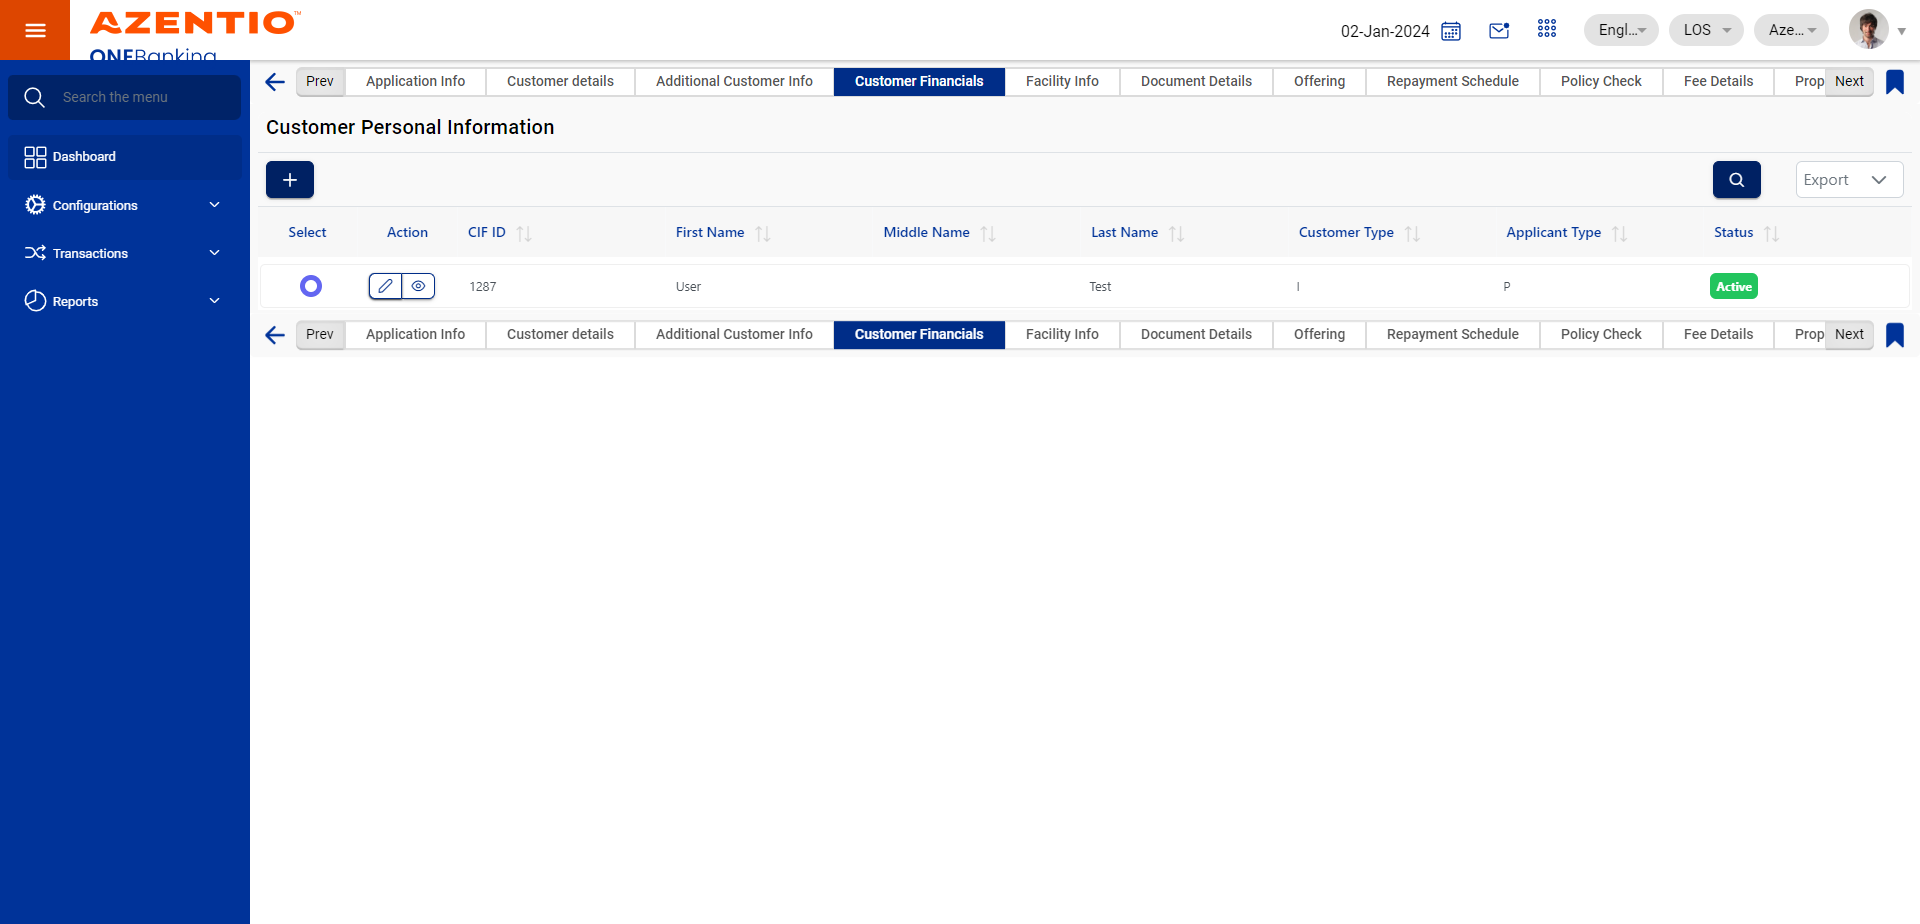 AZENTIO™
ONEBanking
02-Jan-2024
Engl...
LOS
Aze...
Search the menu
Dashboard
Configurations
Transactions
Reports
Prev
Application Info
Customer details
Additional Customer Info
Customer Financials
Facility Info
Document Details
Offering
Repayment Schedule
Policy Check
Fee Details
Prop
Next
Customer Personal Information
Export
Select
Action
CIF ID
First Name
Middle Name
Last Name
Customer Type
Applicant Type
Status
1287
User
Test
I
P
Active
Prev
Application Info
Customer details
Additional Customer Info
Customer Financials
Facility Info
Document Details
Offering
Repayment Schedule
Policy Check
Fee Details
Prop
Next